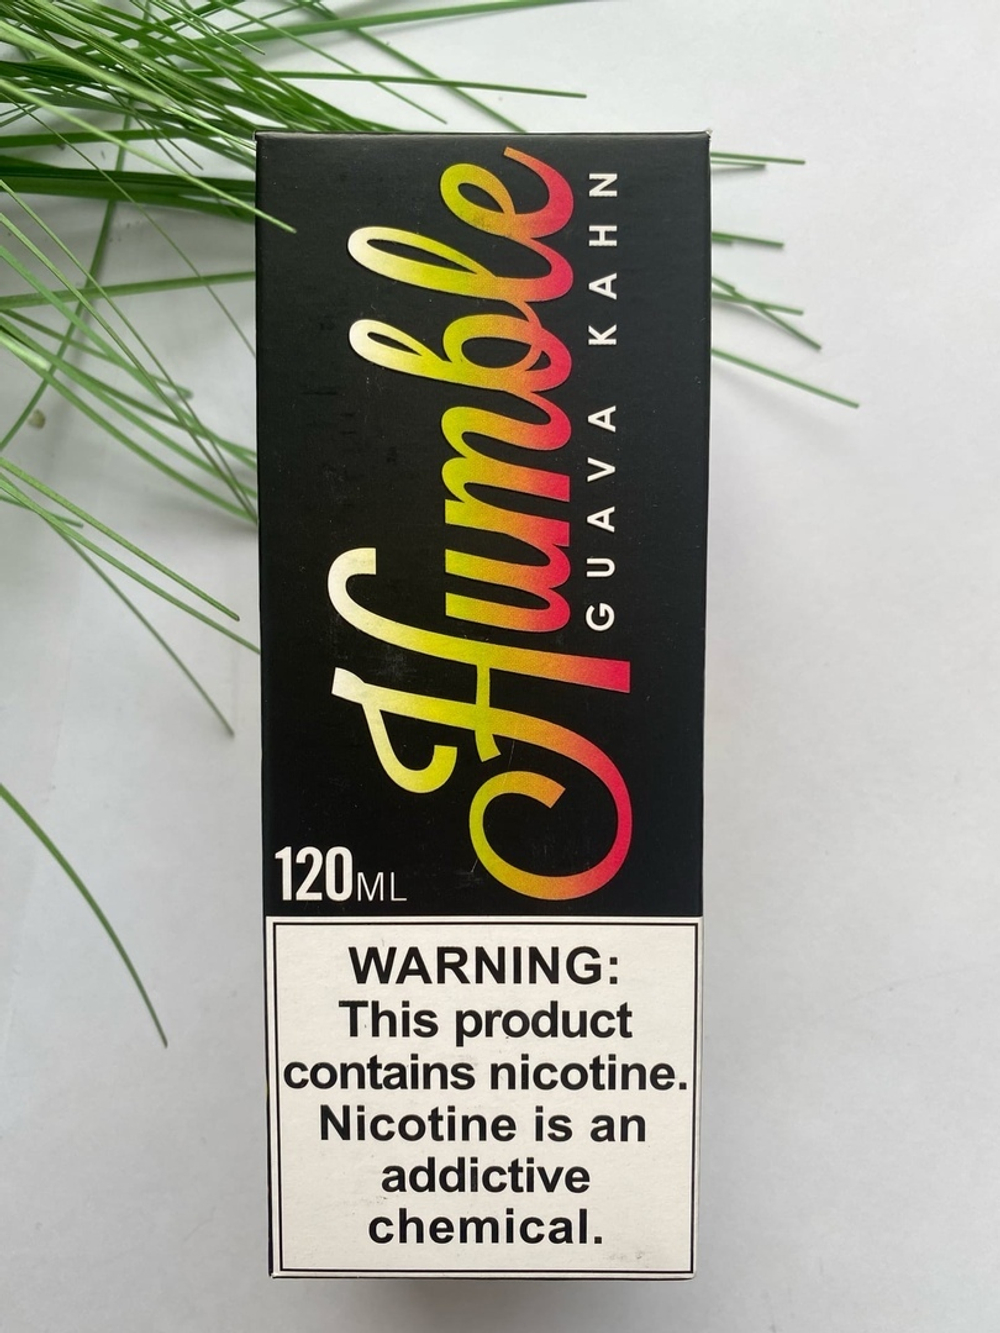 Humble
GUAVA KAHN
120ML
WARNING:
This product
contains nicotine.
Nicotine is an
addictive
chemical.